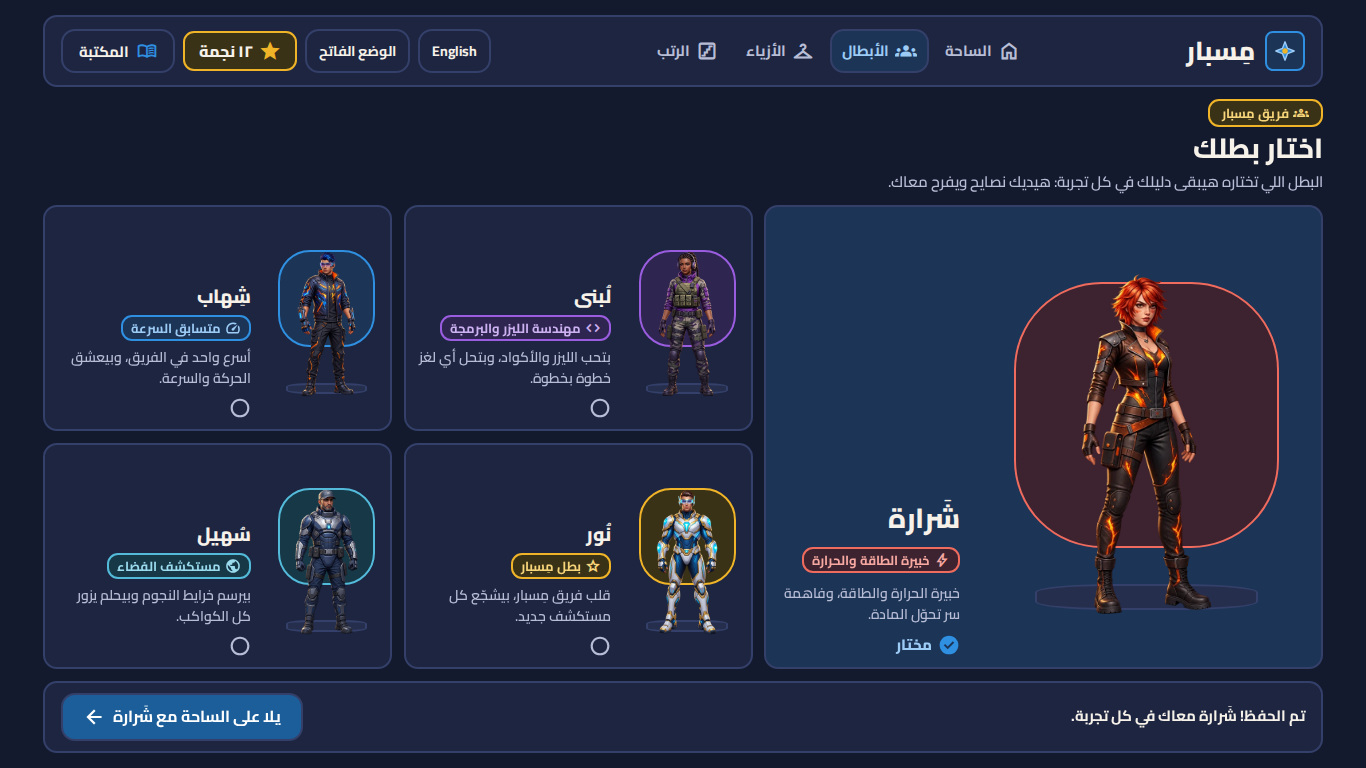 مِسبار
الساحة
الأبطال
الأزياء
الرتب
English
الوضع الفاتح
١٢ نجمة
المكتبة
فريق مِسبار
اختار بطلك
البطل اللي تختاره هيبقى دليلك في كل تجربة: هيديك نصايح ويفرح معاك.
شَرارة
خبيرة الطاقة والحرارة
خبيرة الحرارة والطاقة، وفاهمة
سر تحوّل المادة.
مختار
لُبنى
مهندسة الليزر والبرمجة
بتحب الليزر والأكواد، وبتحل أي لغز
خطوة بخطوة.
شِهاب
متسابق السرعة
أسرع واحد في الفريق، وبيعشق
الحركة والسرعة.
نُور
بطل مِسبار
قلب فريق مِسبار، بيشجّع كل
مستكشف جديد.
سُهيل
مستكشف الفضاء
بيرسم خرايط النجوم وبيحلم يزور
كل الكواكب.
تم الحفظ! شَرارة معاك في كل تجربة.
يلا على الساحة مع شَرارة